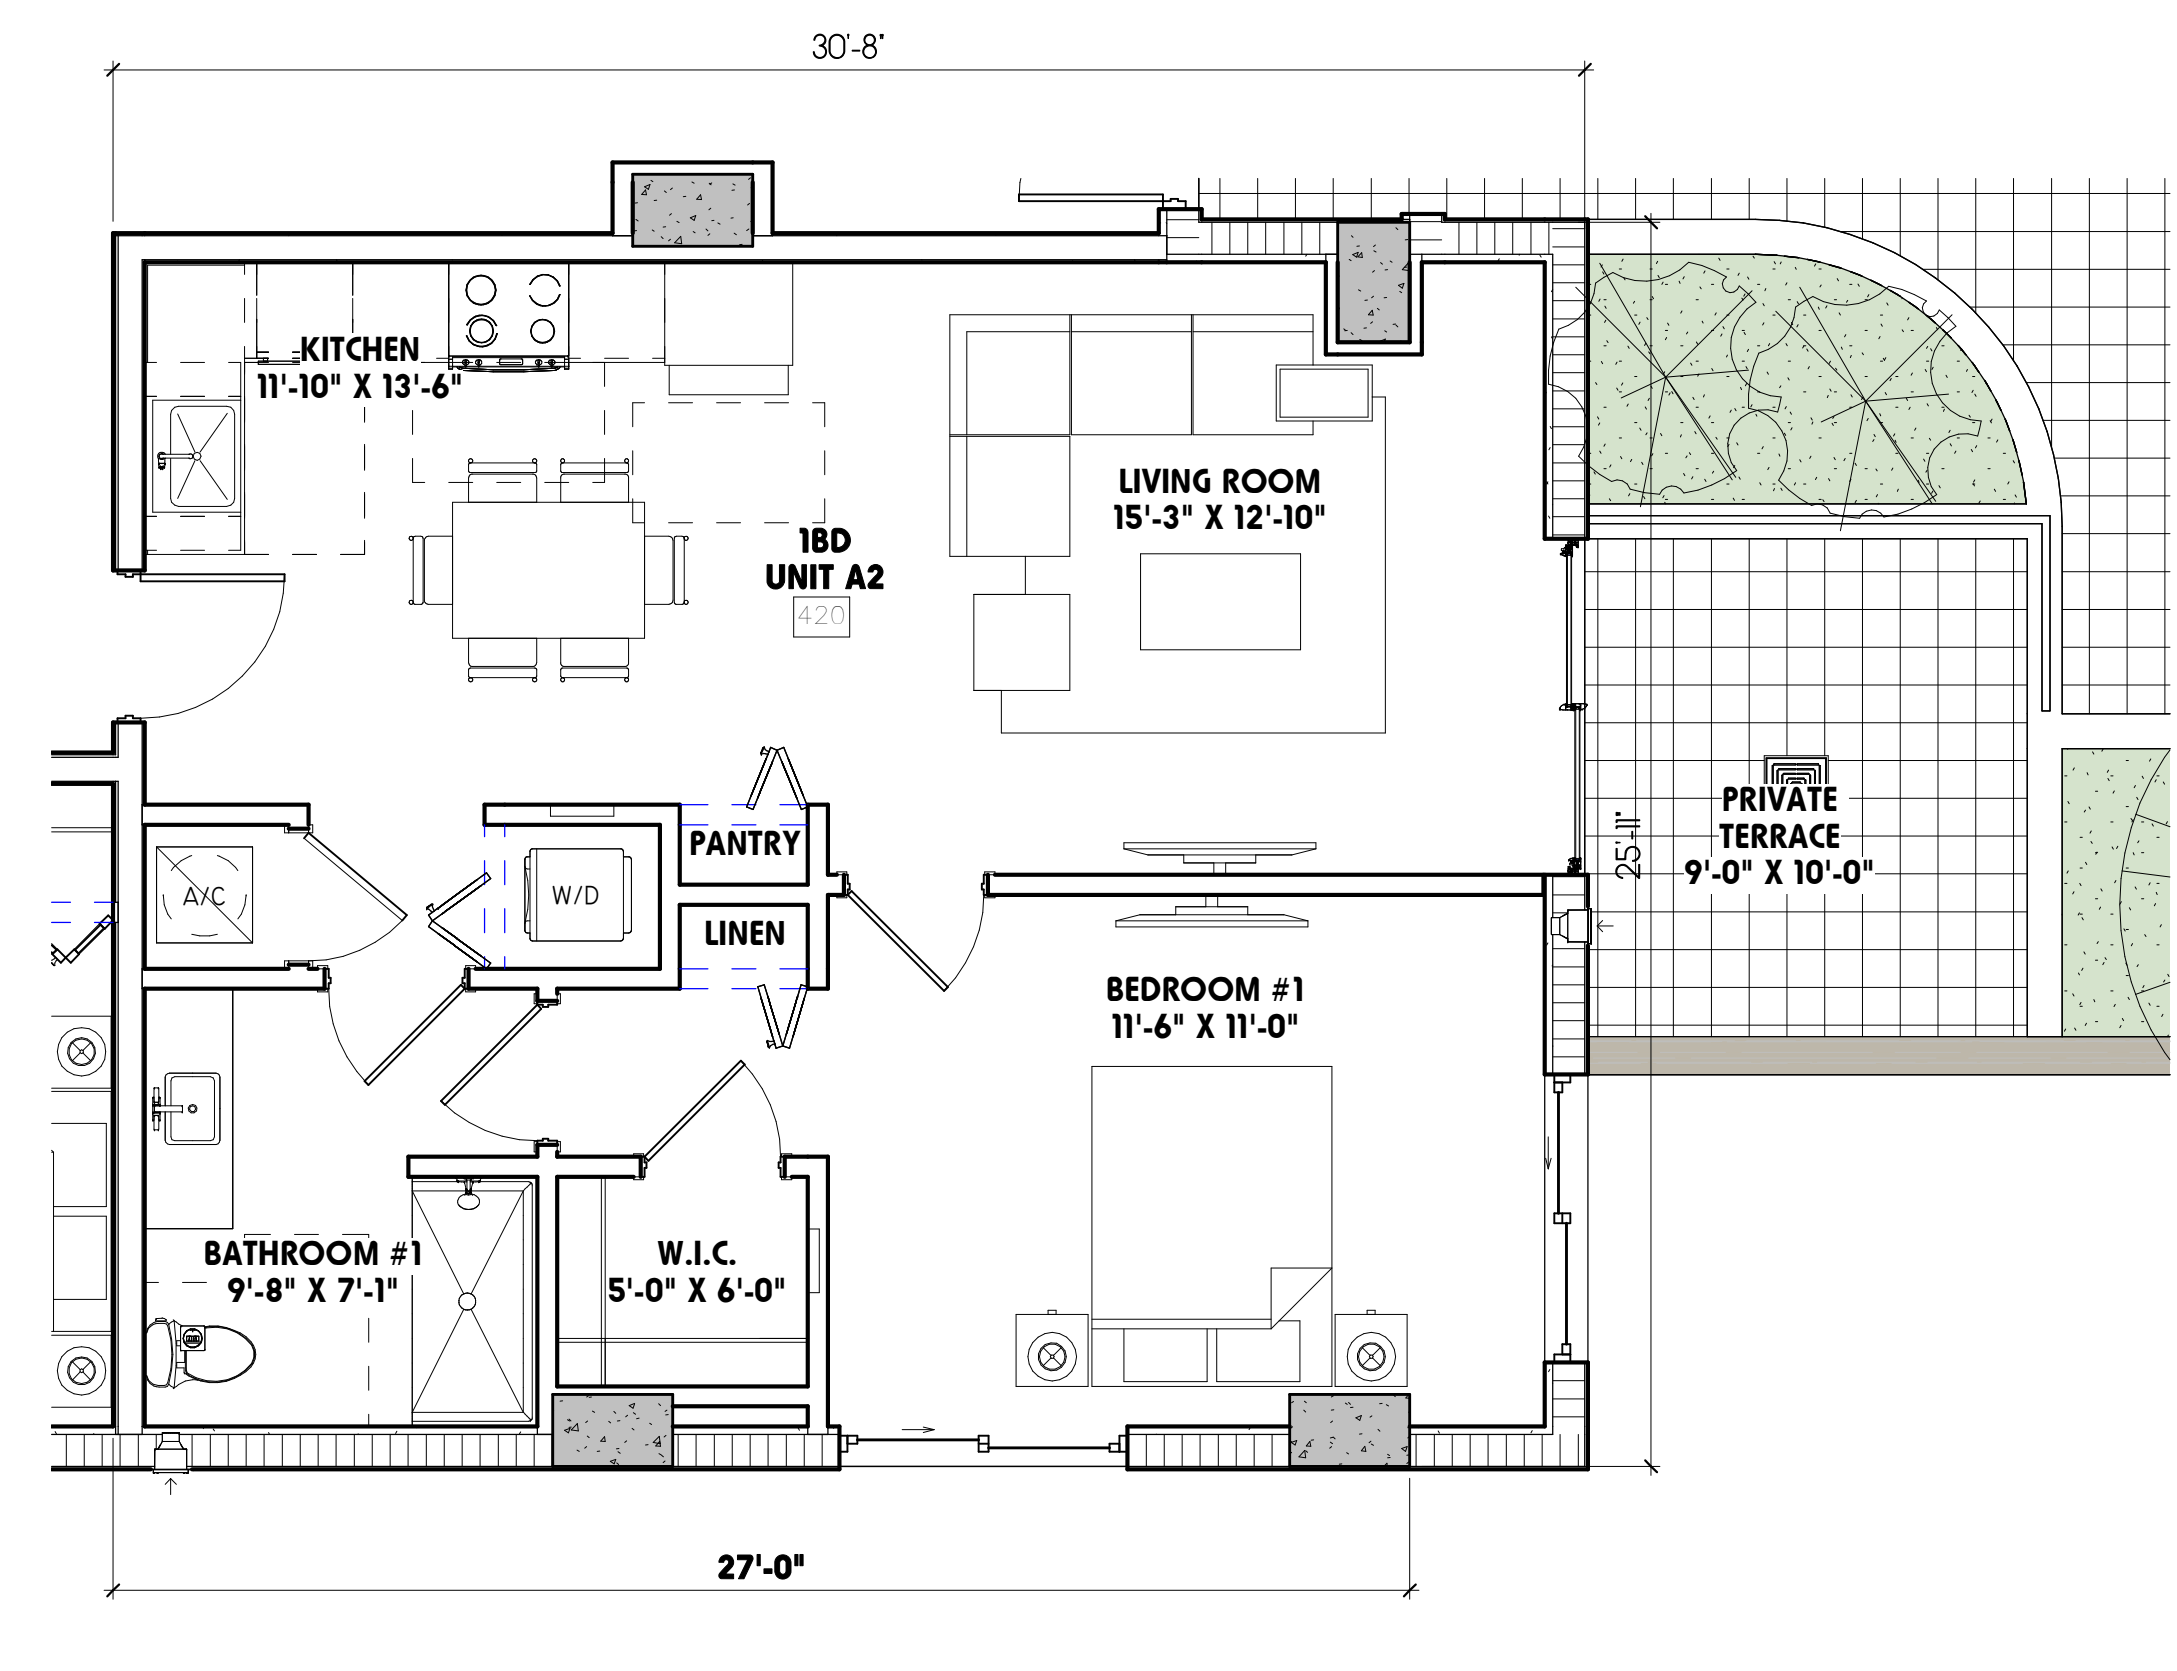 30'-8"
KITCHEN
11'-10" X 13'-6"
LIVING ROOM
15'-3" X 12'-10"
1BD
UNIT A2
420
PANTRY
PRIVATE
TERRACE
9'-0" X 10'-0"
25'-11"
A/C
W/D
LINEN
BEDROOM #1
11'-6" X 11'-0"
BATHROOM #1
9'-8" X 7'-1"
W.I.C.
5'-0" X 6'-0"
27'-0"